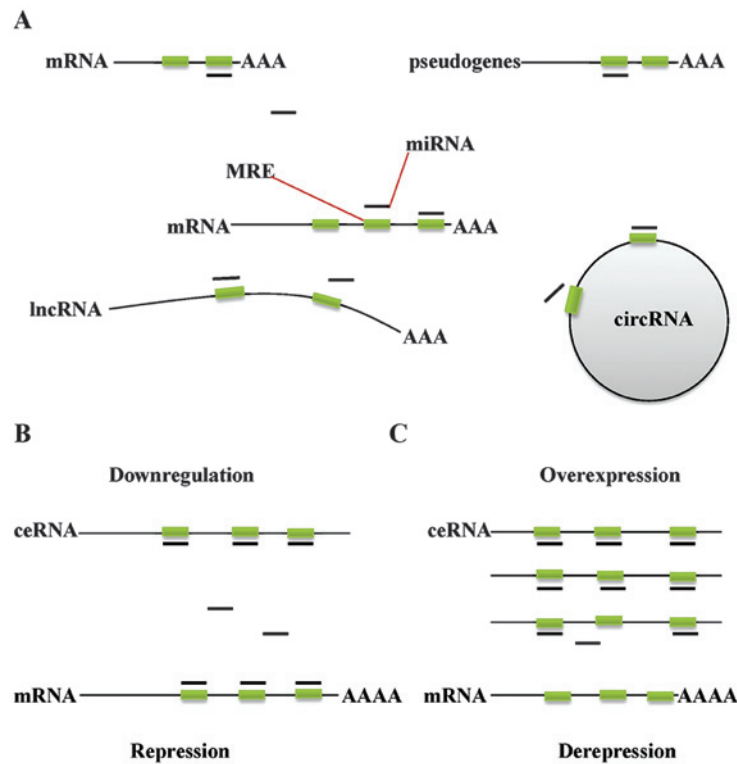 A
mRNA AAA
pseudogenes AAA
miRNA
MRE
mRNA AAA
lncRNA AAA
circRNA
B
Downregulation
ceRNA
mRNA AAAA
Repression
C
Overexpression
ceRNA
mRNA AAAA
Derepression